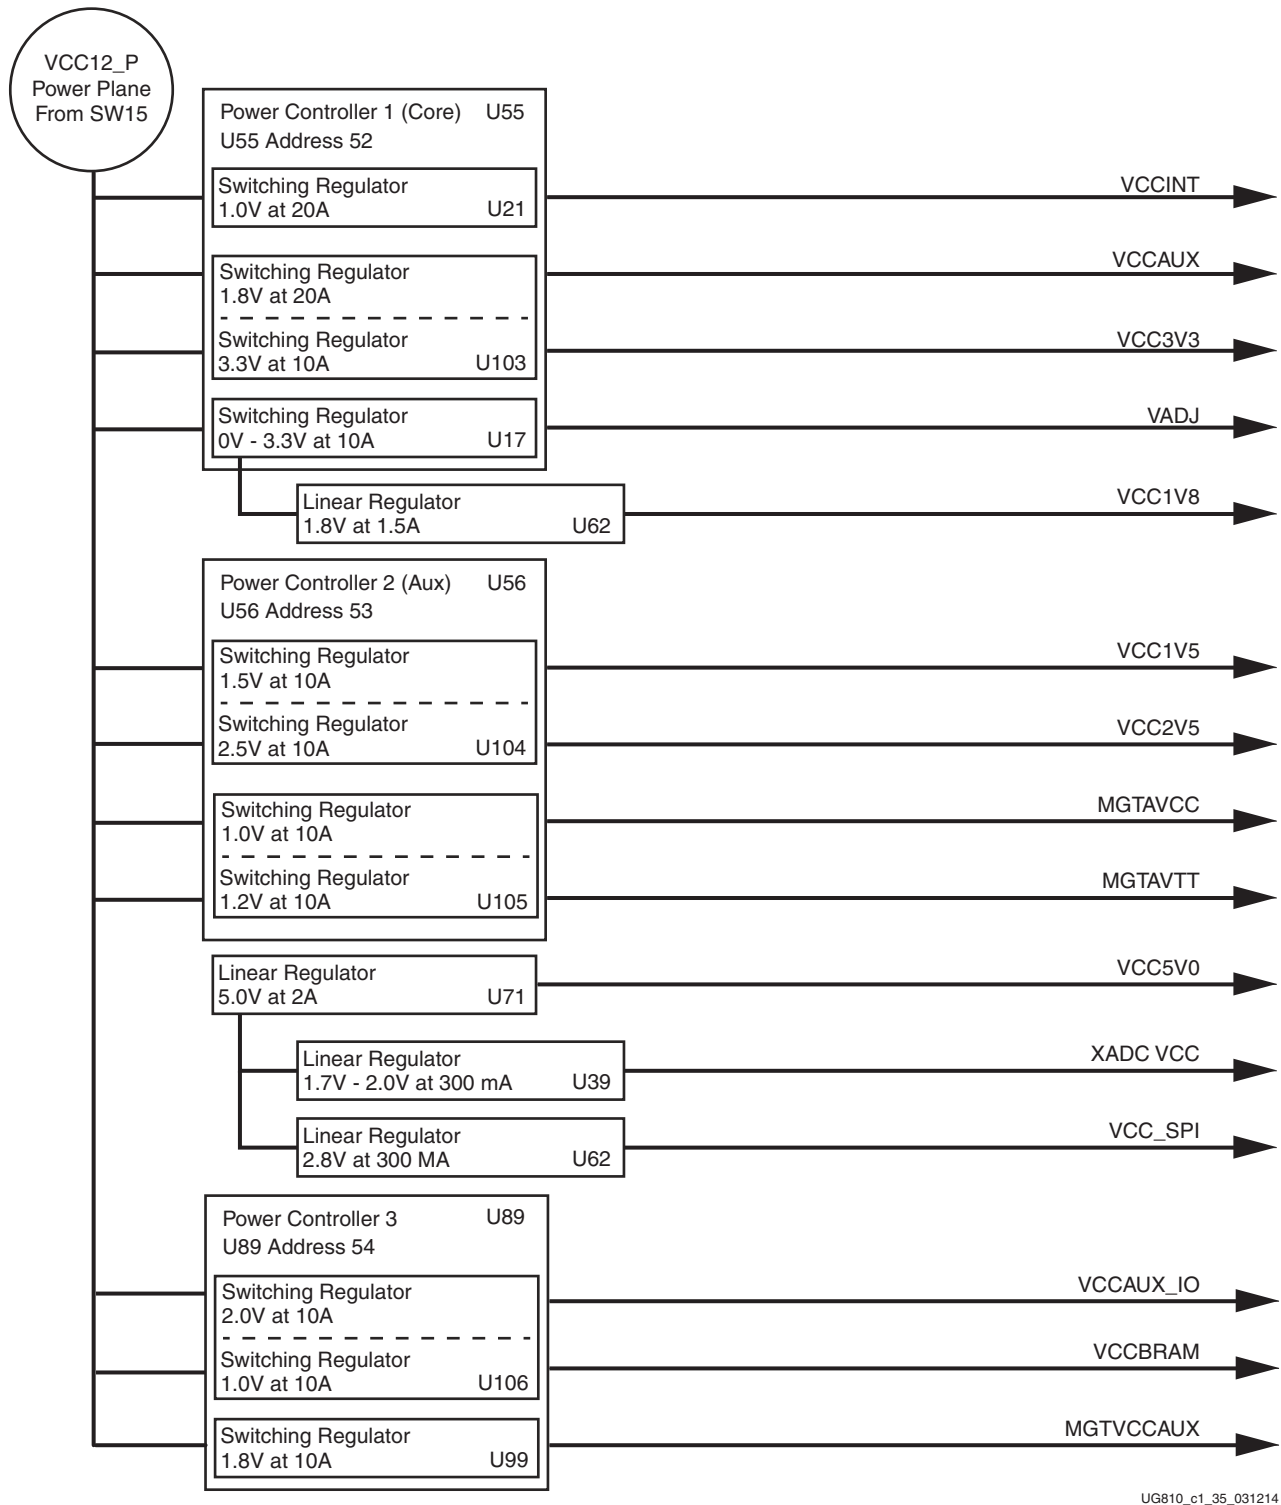 VCC12_P
Power Plane
From SW15
Power Controller 1 (Core) U55
U55 Address 52
Switching Regulator
1.0V at 20A U21
VCCINT
Switching Regulator
1.8V at 20A
VCCAUX
Switching Regulator
3.3V at 10A U103
VCC3V3
Switching Regulator
0V - 3.3V at 10A U17
VADJ
Linear Regulator
1.8V at 1.5A U62
VCC1V8
Power Controller 2 (Aux) U56
U56 Address 53
Switching Regulator
1.5V at 10A
VCC1V5
Switching Regulator
2.5V at 10A U104
VCC2V5
Switching Regulator
1.0V at 10A
MGTAVCC
Switching Regulator
1.2V at 10A U105
MGTAVTT
Linear Regulator
5.0V at 2A U71
VCC5V0
Linear Regulator
1.7V - 2.0V at 300 mA U39
XADC VCC
Linear Regulator
2.8V at 300 MA U62
VCC_SPI
Power Controller 3 U89
U89 Address 54
Switching Regulator
2.0V at 10A
VCCAUX_IO
Switching Regulator
1.0V at 10A U106
VCCBRAM
Switching Regulator
1.8V at 10A U99
MGTVCCAUX
UG810_c1_35_031214